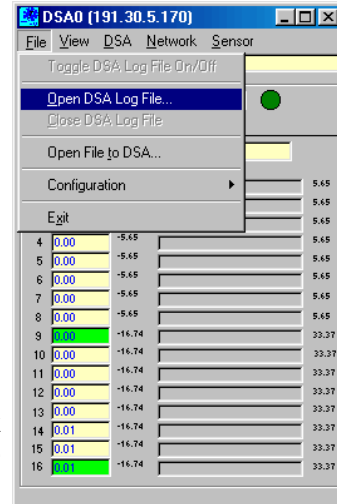 DSA0 (191.30.5.170)
File View DSA Network Sensor
Toggle DSA Log File On/Off
Open DSA Log File...
Close DSA Log File
Open File to DSA...
Configuration
Exit
5.65
5.65
5.65
4 0.00 -5.65 5.65
5 0.00 -5.65 5.65
6 0.00 -5.65 5.65
7 0.00 -5.65 5.65
8 0.00 -5.65 5.65
9 0.00 -16.74 33.37
10 0.00 -16.74 33.37
11 0.00 -16.74 33.37
12 0.00 -16.74 33.37
13 0.00 -16.74 33.37
14 0.01 -16.74 33.37
15 0.01 -16.74 33.37
16 0.01 -16.74 33.37